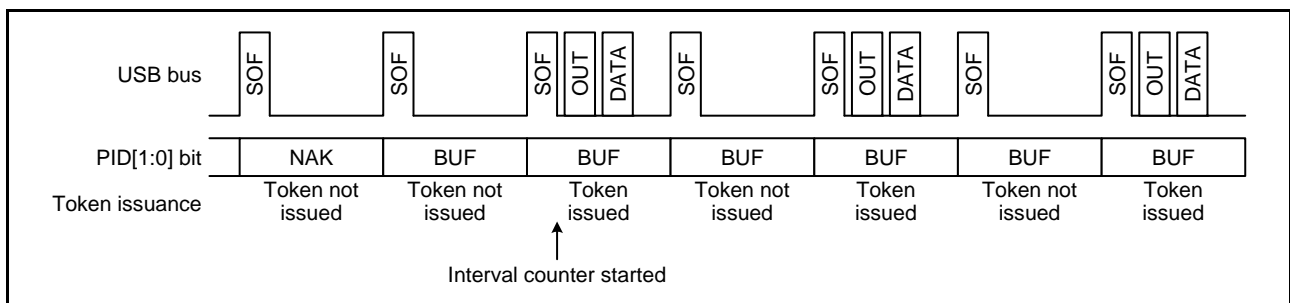 USB bus
SOF SOF SOF OUT DATA SOF SOF OUT DATA SOF SOF OUT DATA
PID[1:0] bit NAK BUF BUF BUF BUF BUF BUF
Token issuance
Token not
issued
Token not
issued
Token
issued
Token not
issued
Token
issued
Token not
issued
Token
issued
Interval counter started